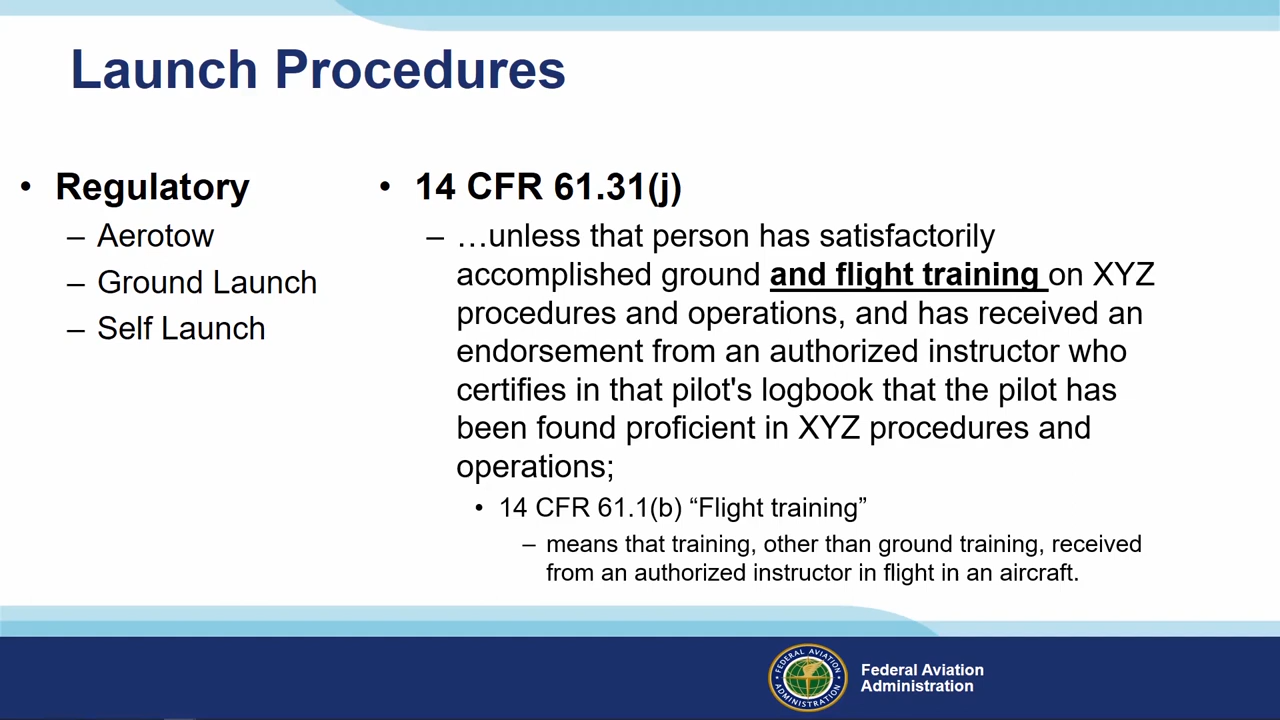 Launch Procedures
• Regulatory
– Aerotow
– Ground Launch
– Self Launch
• 14 CFR 61.31(j)
– …unless that person has satisfactorily
accomplished ground and flight training on XYZ
procedures and operations, and has received an
endorsement from an authorized instructor who
certifies in that pilot's logbook that the pilot has
been found proficient in XYZ procedures and
operations;
• 14 CFR 61.1(b) “Flight training”
– means that training, other than ground training, received
from an authorized instructor in flight in an aircraft.
FEDERAL AVIATION
ADMINISTRATION
Federal Aviation
Administration